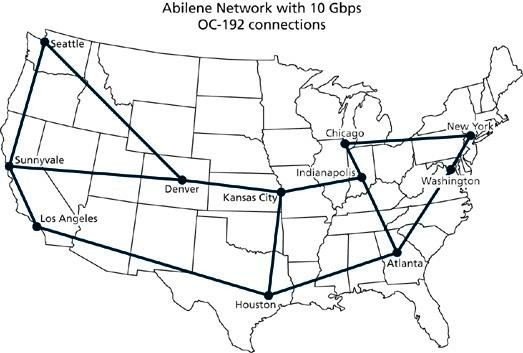 Abilene Network with 10 Gbps
OC-192 connections
Seattle
New York
Chicago
Sunnyvale
Indianapolis
Washington
Denver
Kansas City
Los Angeles
Atlanta
Houston